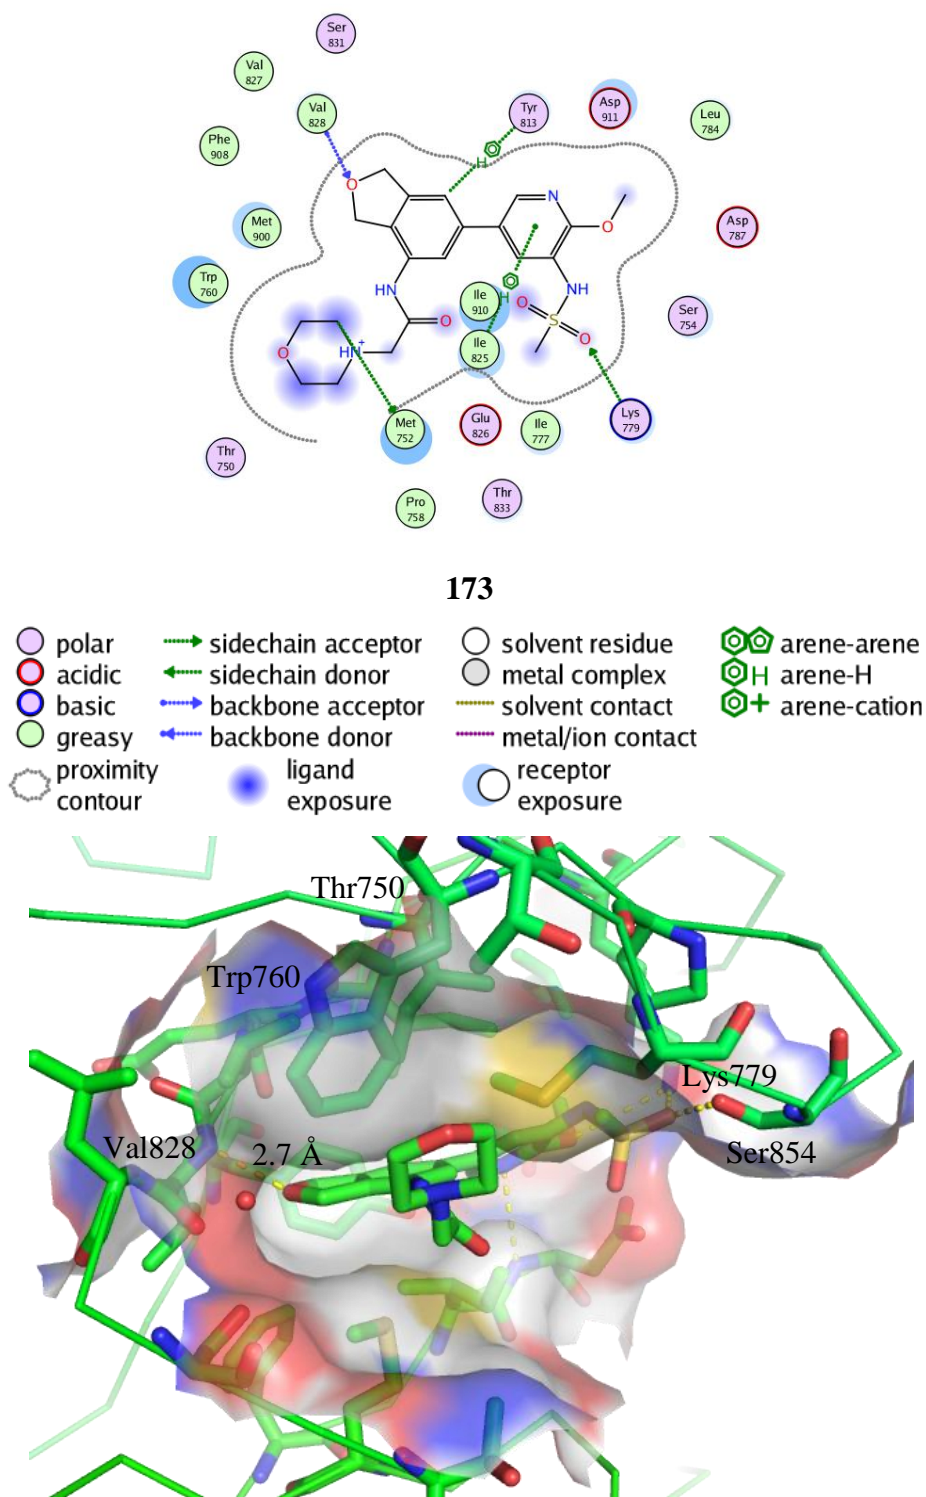 Ser
831
Val
827
Val
828
Tyr
813
Asp
911
Leu
784
Phe
908
H
O
N
O
Met
900
Asp
787
Trp
760
HN
Ile
910
H
O
NH
O
S
O
Ser
754
O
HN+
Ile
825
Met
752
Glu
826
Ile
777
Lys
779
Thr
750
Pro
758
Thr
833
173
polar sidechain acceptor solvent residue arene-arene
acidic sidechain donor metal complex H arene-H
basic backbone acceptor solvent contact + arene-cation
greasy backbone donor metal/ion contact
proximity ligand receptor
contour exposure exposure
Thr750
Trp760
Lys779
Val828 2.7 Å Ser854